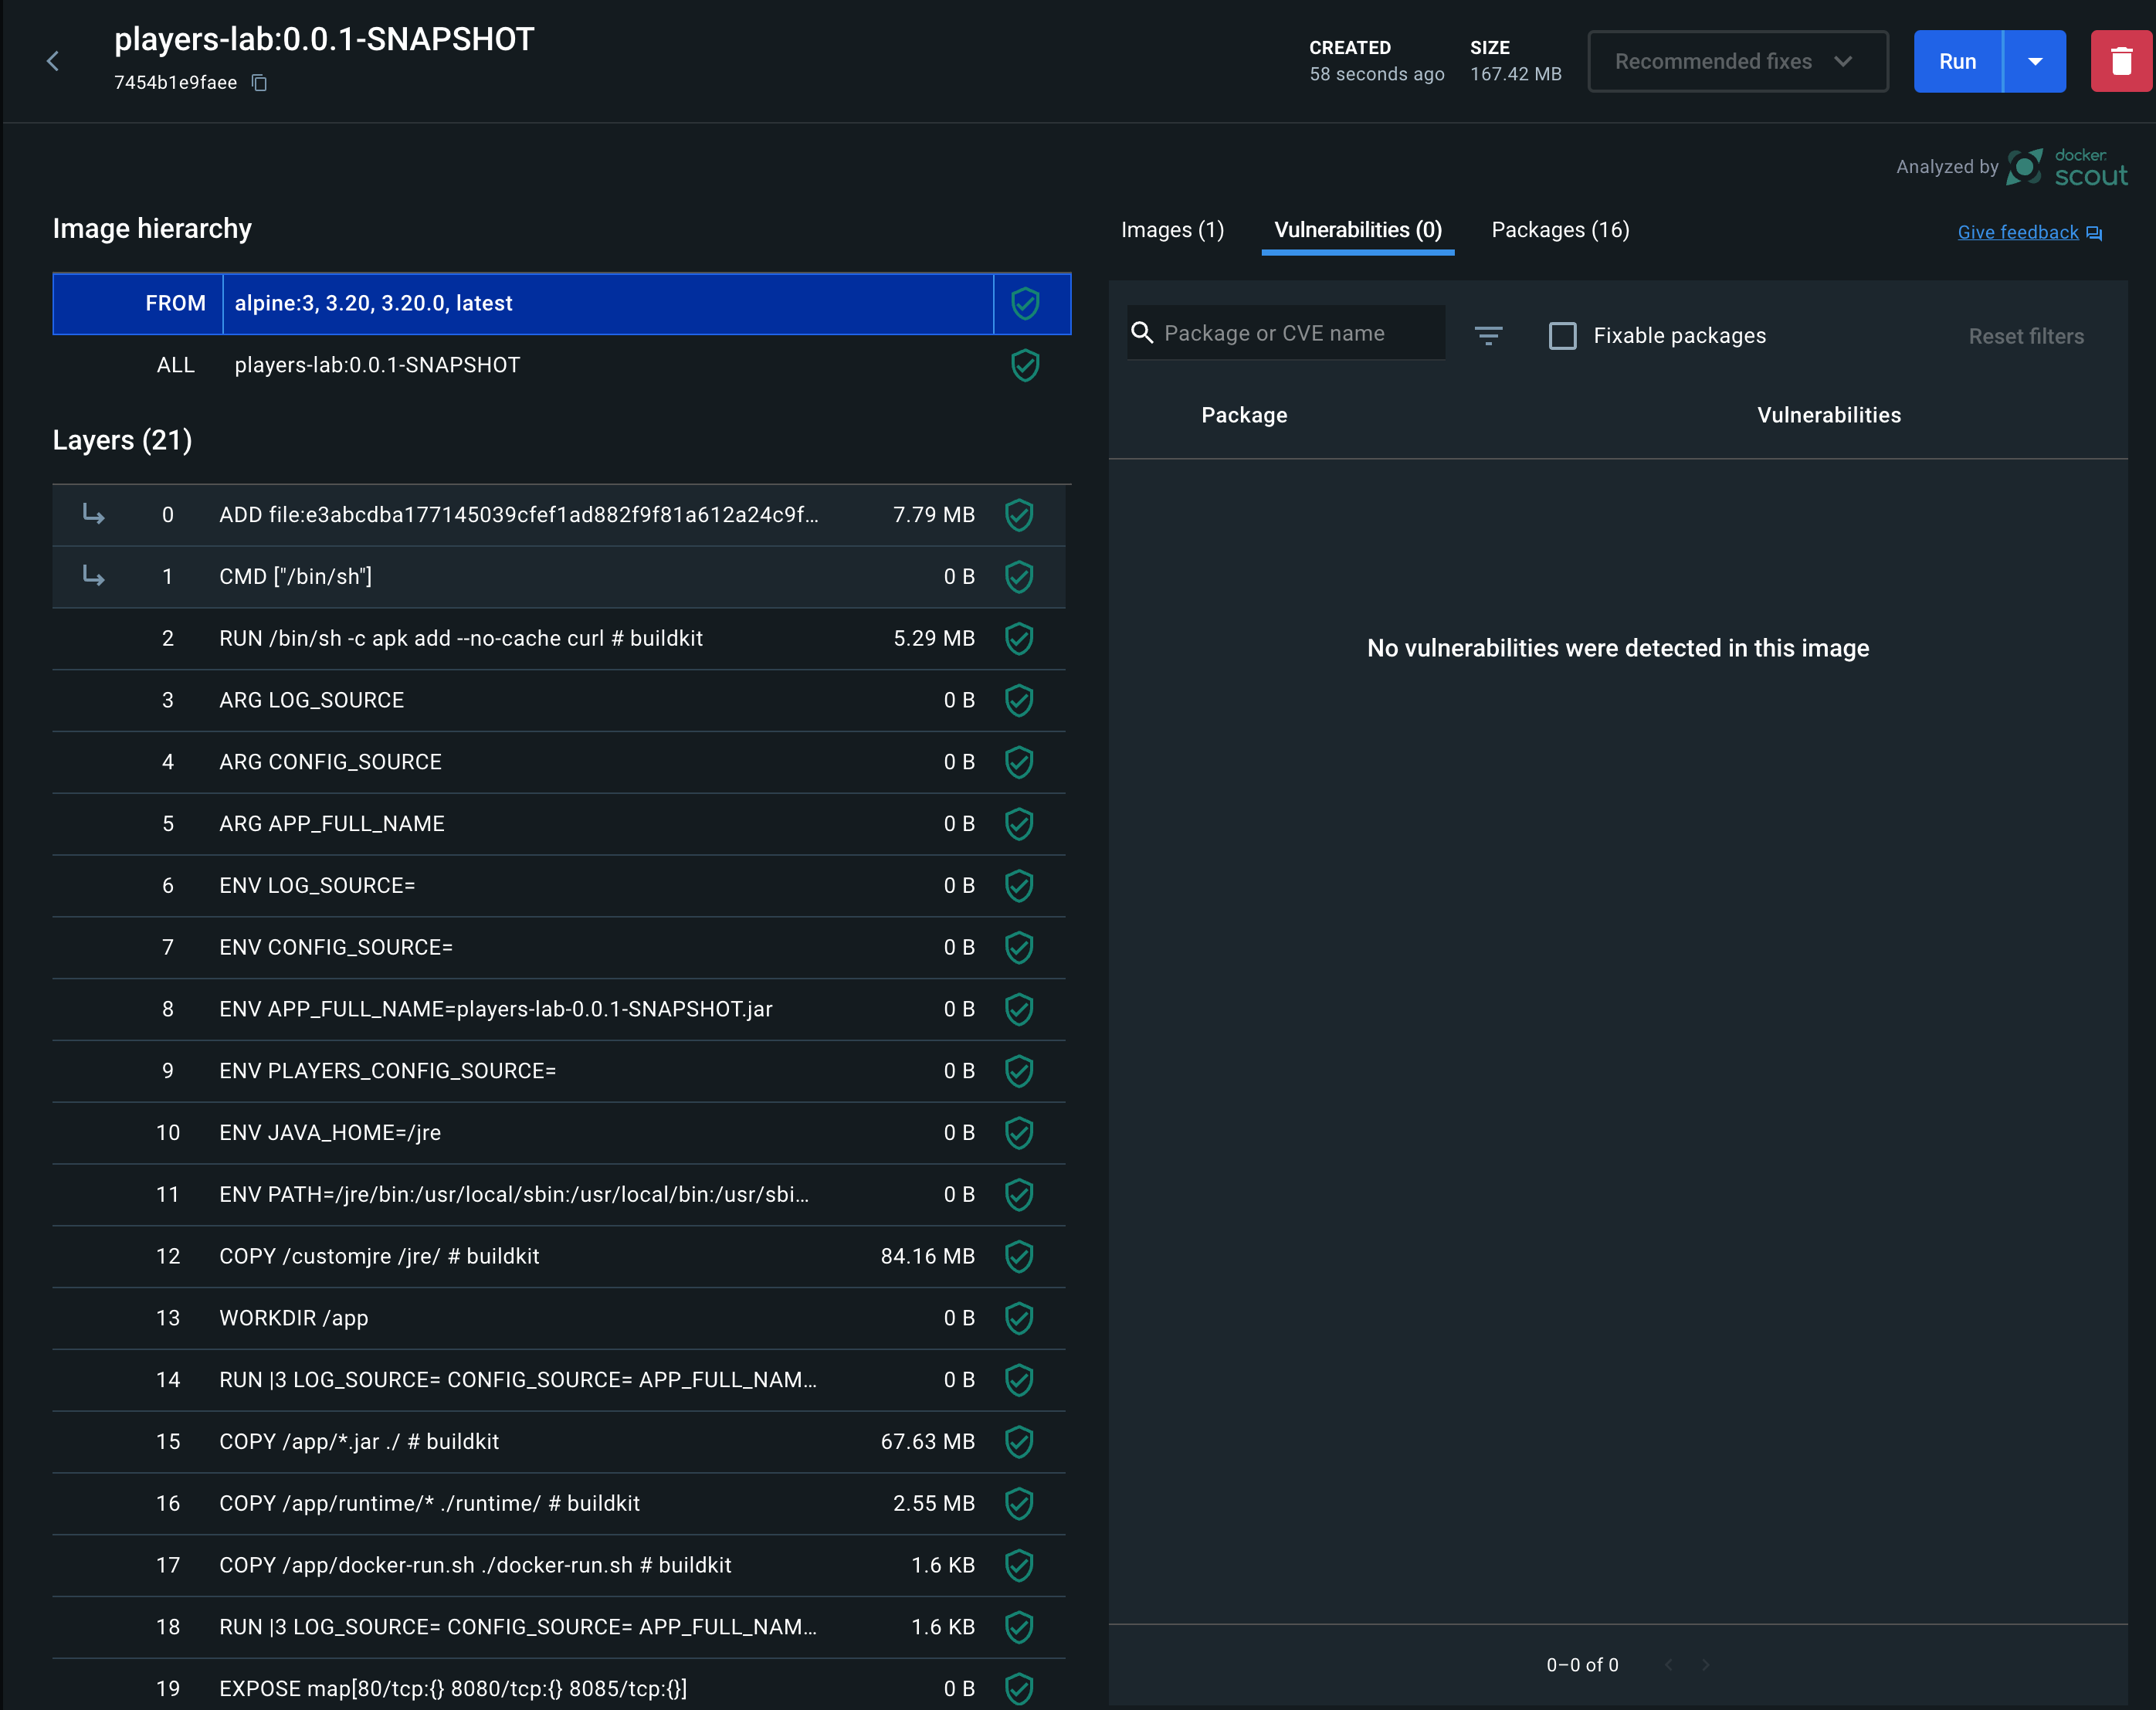 players-lab:0.0.1-SNAPSHOT
7454b1e9faee
CREATED
58 seconds ago
SIZE
167.42 MB
Recommended fixes
Run
Analyzed by docker scout
Image hierarchy
FROM alpine:3, 3.20, 3.20.0, latest
ALL players-lab:0.0.1-SNAPSHOT
Layers (21)
0 ADD file:e3abcdba177145039cfef1ad882f9f81a612a24c9f... 7.79 MB
1 CMD ["/bin/sh"] 0 B
2 RUN /bin/sh -c apk add --no-cache curl # buildkit 5.29 MB
3 ARG LOG_SOURCE 0 B
4 ARG CONFIG_SOURCE 0 B
5 ARG APP_FULL_NAME 0 B
6 ENV LOG_SOURCE= 0 B
7 ENV CONFIG_SOURCE= 0 B
8 ENV APP_FULL_NAME=players-lab-0.0.1-SNAPSHOT.jar 0 B
9 ENV PLAYERS_CONFIG_SOURCE= 0 B
10 ENV JAVA_HOME=/jre 0 B
11 ENV PATH=/jre/bin:/usr/local/sbin:/usr/local/bin:/usr/sbi... 0 B
12 COPY /customjre /jre/ # buildkit 84.16 MB
13 WORKDIR /app 0 B
14 RUN |3 LOG_SOURCE= CONFIG_SOURCE= APP_FULL_NAM... 0 B
15 COPY /app/*.jar ./ # buildkit 67.63 MB
16 COPY /app/runtime/* ./runtime/ # buildkit 2.55 MB
17 COPY /app/docker-run.sh ./docker-run.sh # buildkit 1.6 KB
18 RUN |3 LOG_SOURCE= CONFIG_SOURCE= APP_FULL_NAM... 1.6 KB
19 EXPOSE map[80/tcp:{} 8080/tcp:{} 8085/tcp:{}] 0 B
Images (1)
Vulnerabilities (0)
Packages (16)
Give feedback
Package or CVE name
Fixable packages
Reset filters
Package
Vulnerabilities
No vulnerabilities were detected in this image
0–0 of 0